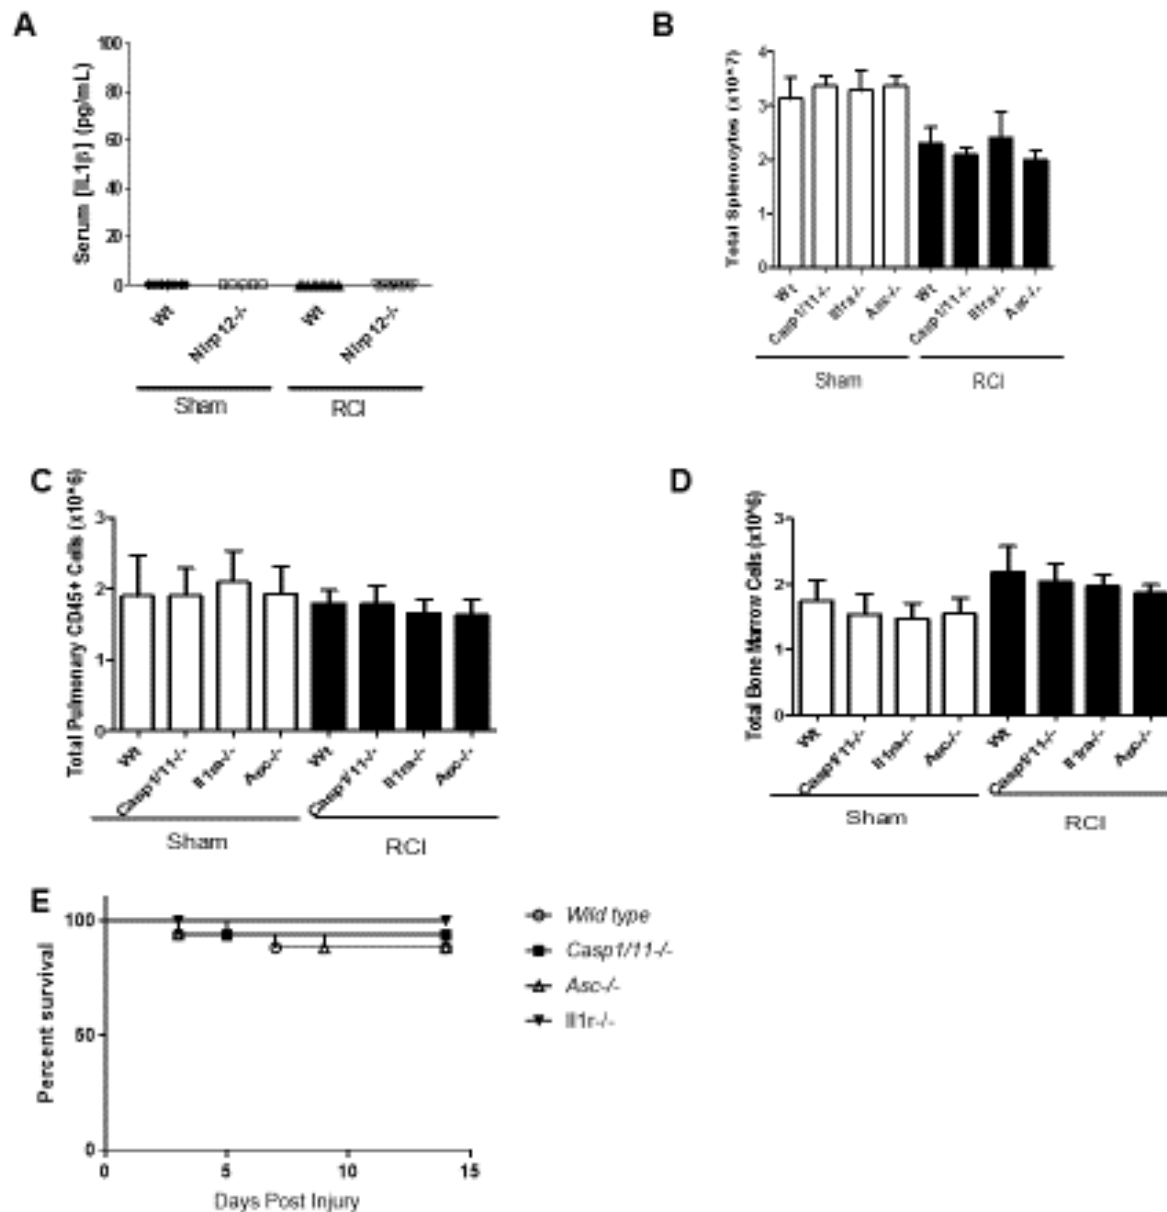 A
Serum [IL1β] (pg/mL)
100
80
60
40
20
0
Wt
Nlrp12-/-
Wt
Nlrp12-/-
Sham
RCI
B
Total Splenocytes (x10^7)
4
3
2
1
0
Wt
Casp1/11-/-
Il1ra-/-
Asc-/-
Wt
Casp1/11-/-
Il1ra-/-
Asc-/-
Sham
RCI
C
Total Pulmonary CD45+ Cells (x10^6)
3
2
1
0
Wt
Casp1/11-/-
Il1ra-/-
Asc-/-
Wt
Casp1/11-/-
Il1ra-/-
Asc-/-
Sham
RCI
D
Total Bone Marrow Cells (x10^6)
3
2
1
0
Wt
Casp1/11-/-
Il1ra-/-
Asc-/-
Wt
Casp1/11-/-
Il1ra-/-
Asc-/-
Sham
RCI
E
Percent survival
100
50
0
0
5
10
15
Days Post Injury
Wild type
Casp1/11-/-
Asc-/-
Il1r-/-